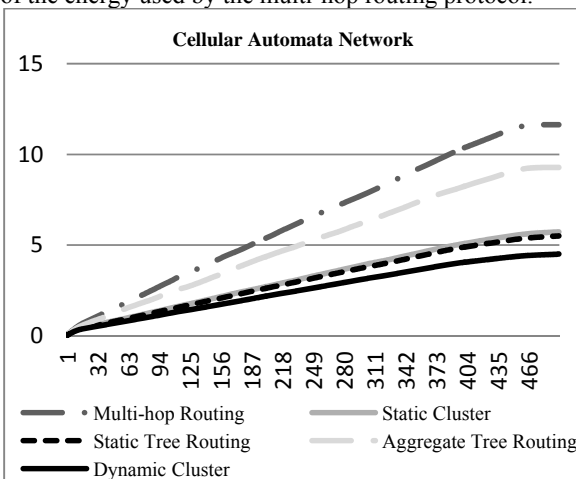 of the energy used by the multi-hop routing protocol.
Cellular Automata Network
15
10
5
0
1 32 63 94 125 156 187 218 249 280 311 342 373 404 435 466
Multi-hop Routing Static Cluster
Static Tree Routing Aggregate Tree Routing
Dynamic Cluster